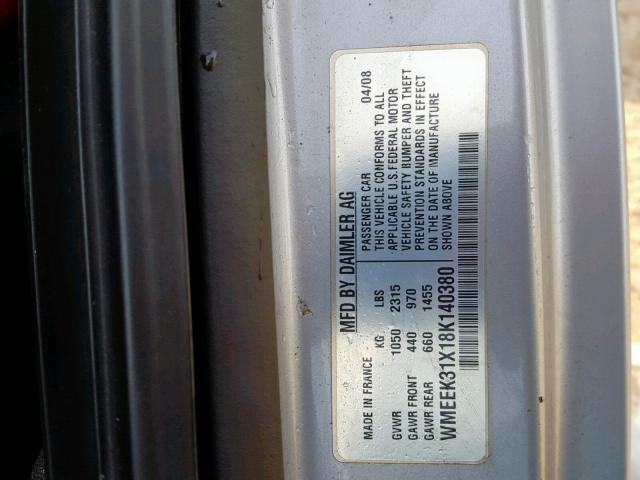 MFD BY DAIMLER AG
MADE IN FRANCE
KG LBS
GVWR 1050 2315
GAWR FRONT 440 970
GAWR REAR 660 1455
PASSENGER CAR 04/08
THIS VEHICLE CONFORMS TO ALL
APPLICABLE U.S. FEDERAL MOTOR
VEHICLE SAFETY BUMPER AND THEFT
PREVENTION STANDARDS IN EFFECT
ON THE DATE OF MANUFACTURE
SHOWN ABOVE
WMEEK31X18K140380